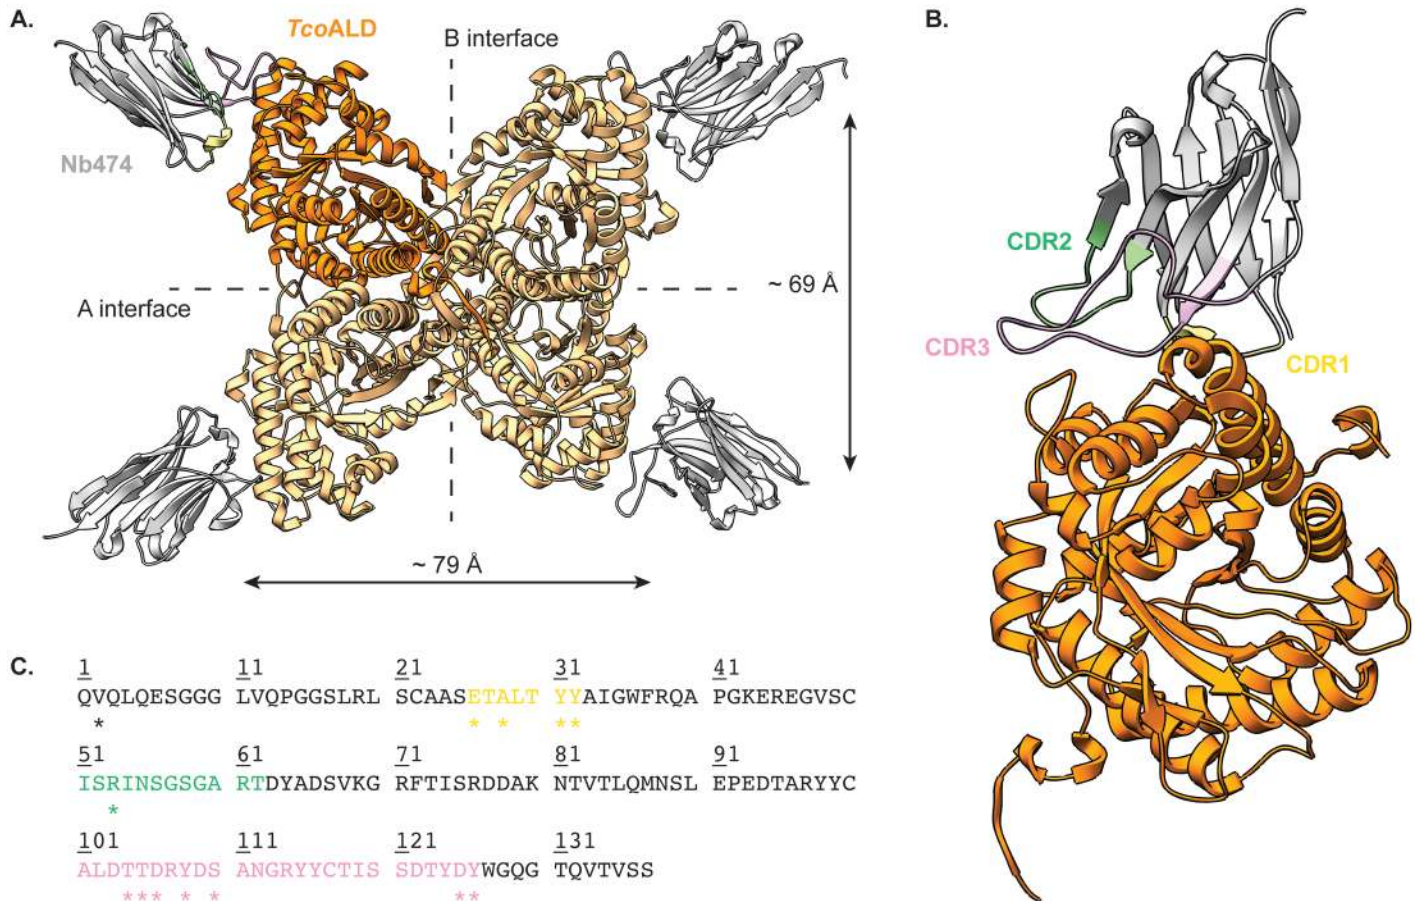 A.
TcoALD
B interface
Nb474
A interface
~ 69 Å
~ 79 Å
B.
CDR2
CDR3
CDR1
C.
1 11 21 31 41
QVQLQESGGG LVQPGGSLRL SCAASETALT YYAIGWFRQA PGKEREGVSC
* * * * *
51 61 71 81 91
ISRINSGSGA RTDYADSVKG RFTISRDDAK NTVTLQMNSL EPEDTARYYC
*
101 111 121 131
ALDTTDRYDS ANGRYYCTIS SDTYDYWGQG TQVTVSS
*** * * **